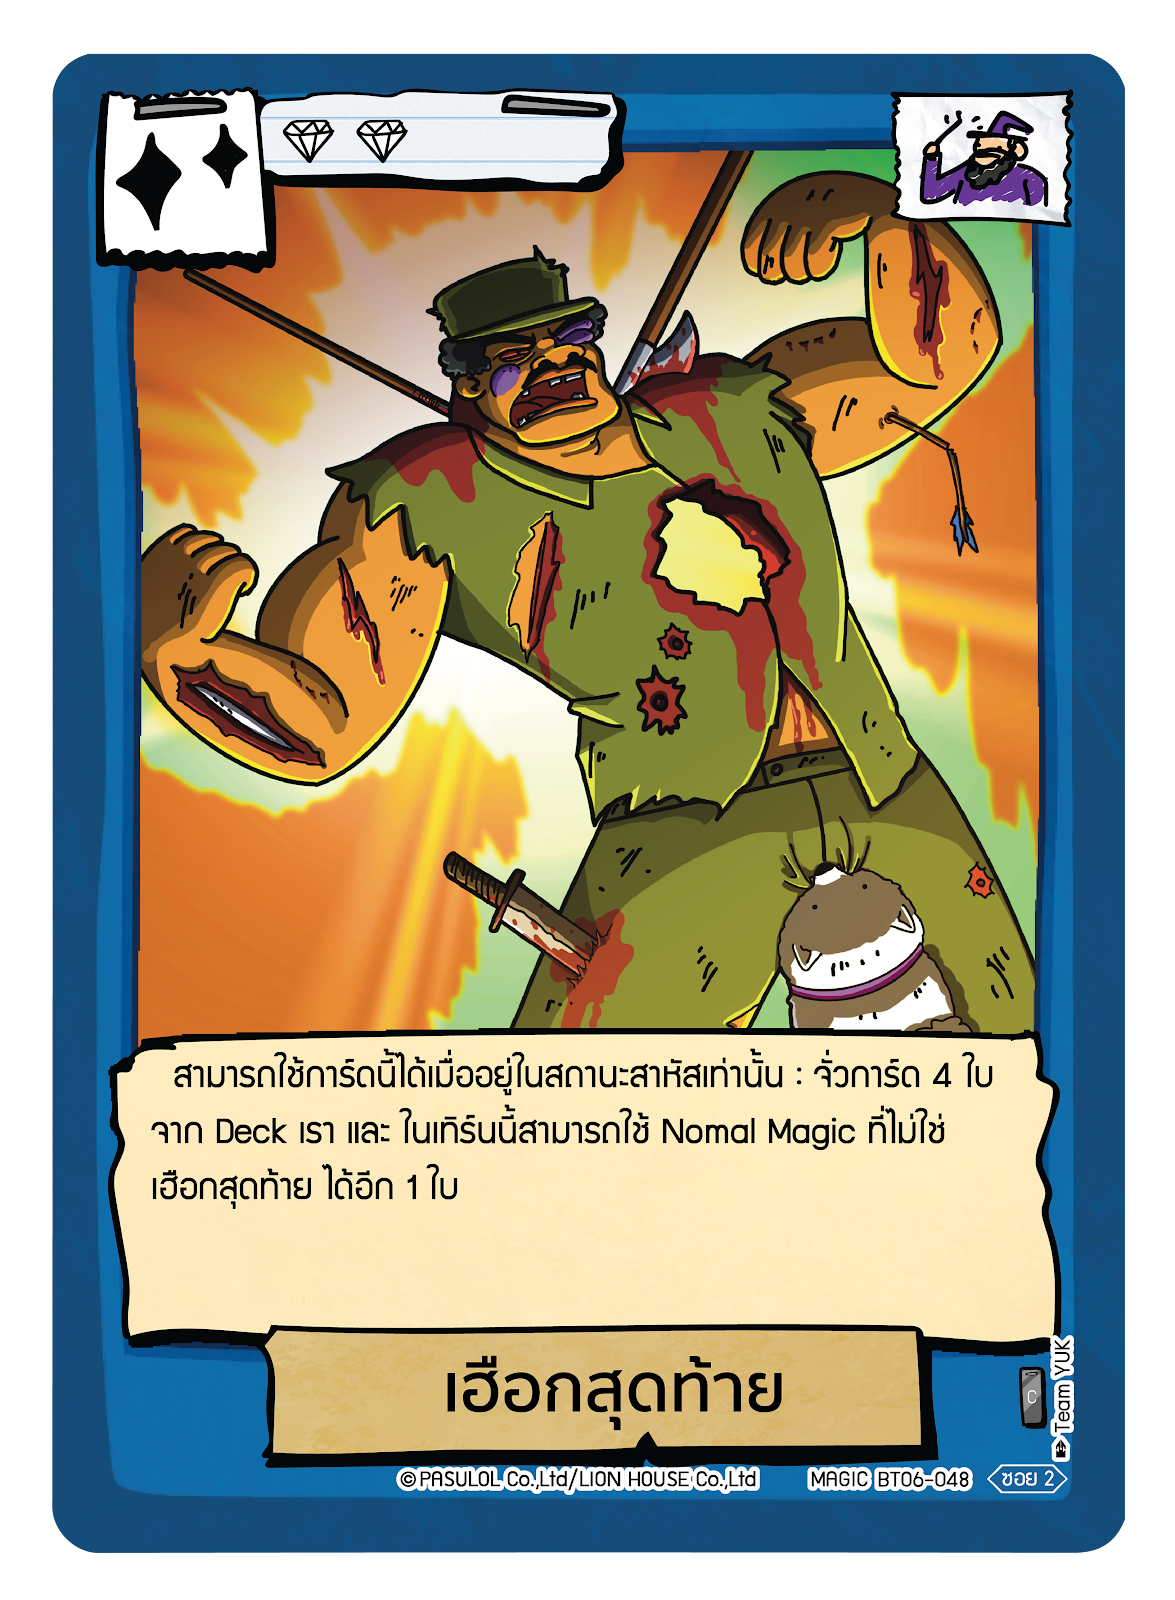 สามารถใช้การ์ดนี้ได้เมื่ออยู่ในสถานะสาหัสเท่านั้น : จั่วการ์ด 4 ใบ
จาก Deck เรา และ ในเทิร์นนี้สามารถใช้ Nomal Magic ที่ไม่ใช่
เฮือกสุดท้าย ได้อีก 1 ใบ
เฮือกสุดท้าย
C
Team YUK
© PASULOL Co.,Ltd/LION HOUSE Co.,Ltd
MAGIC BT06-048
ซอย 2